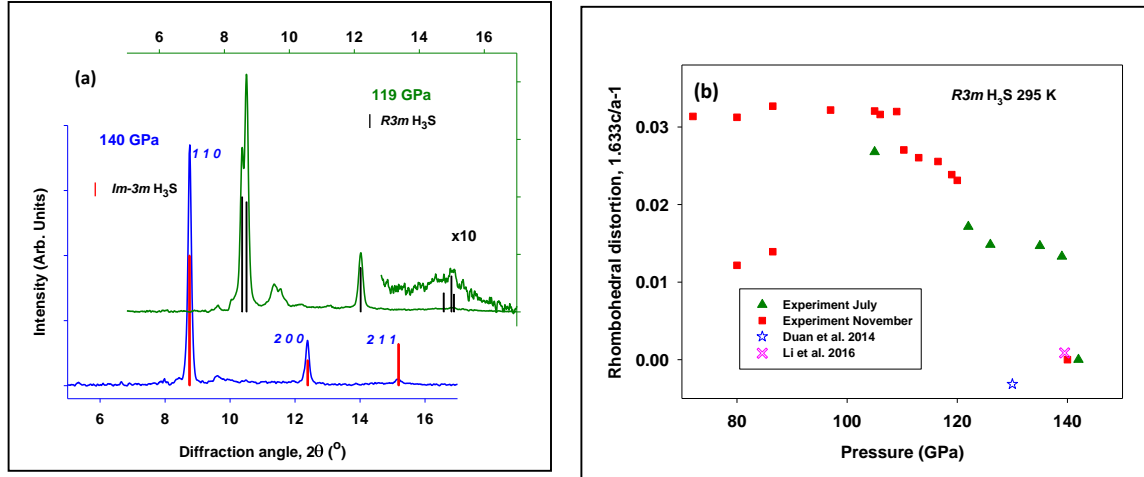 6 8 10 12 14 16
(a)
119 GPa
R3m H₃S
140 GPa
1 1 0
Im-3m H₃S
x10
2 0 0
2 1 1
Intensity (Arb. Units)
6 8 10 12 14 16
Diffraction angle, 2θ (°)
(b)
R3m H₃S 295 K
0.03
0.02
0.01
0.00
Rhombohedral distortion, 1.633c/a-1
Experiment July
Experiment November
Duan et al. 2014
Li et al. 2016
80 100 120 140
Pressure (GPa)